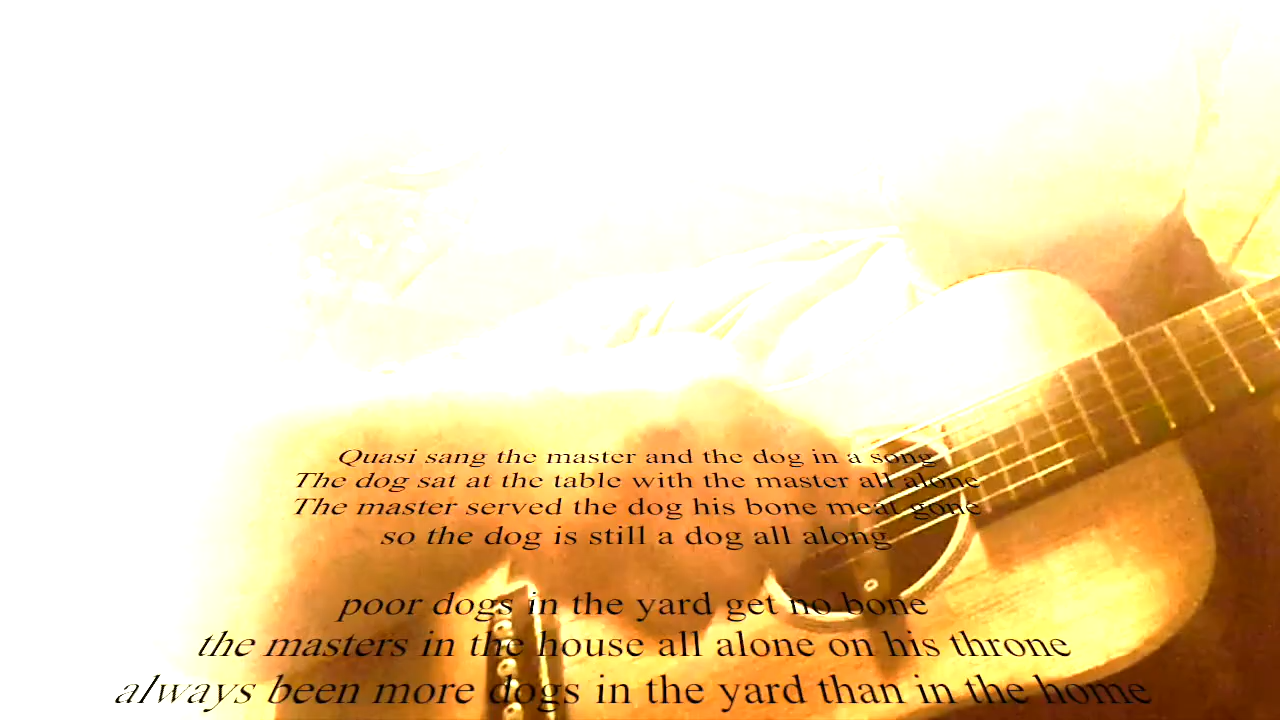 Quasi sang the master and the dog in a song
The dog sat at the table with the master all alone
The master served the dog his bone meat gone
so the dog is still a dog all along
poor dogs in the yard get no bone
the masters in the house all alone on his throne
always been more dogs in the yard than in the home